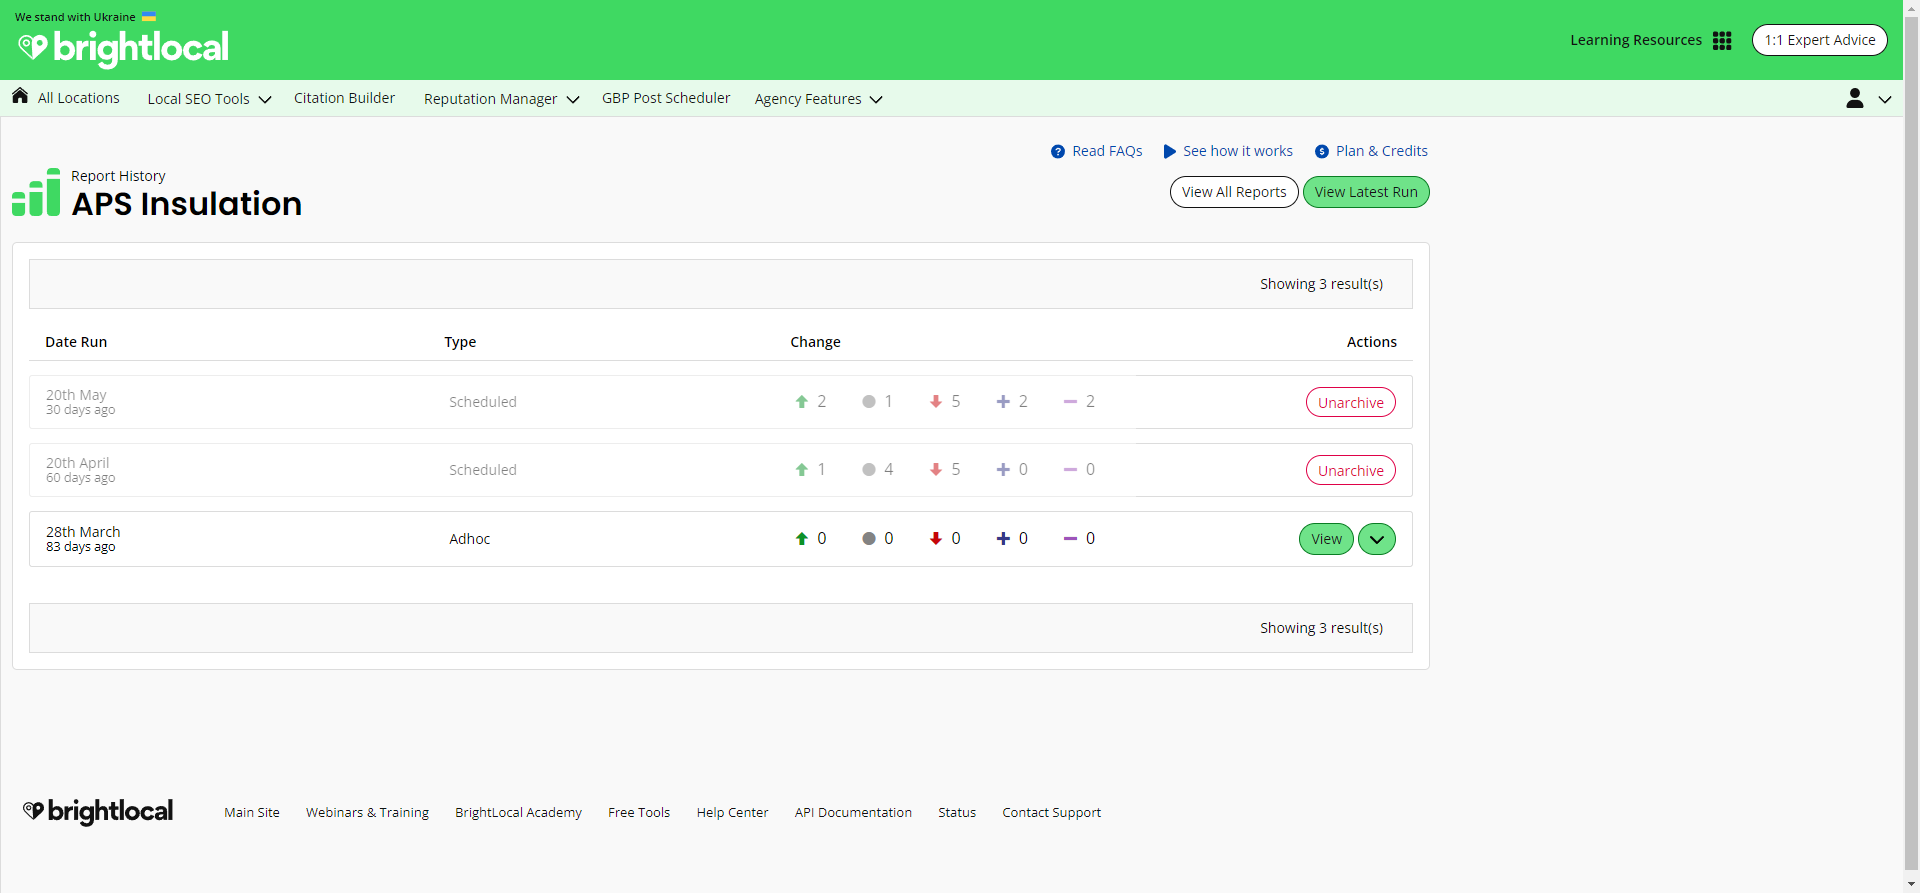 We stand with Ukraine
brightlocal
Learning Resources
1:1 Expert Advice
All Locations
Local SEO Tools
Citation Builder
Reputation Manager
GBP Post Scheduler
Agency Features
Read FAQs
See how it works
Plan & Credits
Report History
APS Insulation
View All Reports
View Latest Run
Showing 3 result(s)
Date Run Type Change Actions
20th May
30 days ago
Scheduled 2 1 5 2 2 Unarchive
20th April
60 days ago
Scheduled 1 4 5 0 0 Unarchive
28th March
83 days ago
Adhoc 0 0 0 0 0 View
Showing 3 result(s)
brightlocal
Main Site
Webinars & Training
BrightLocal Academy
Free Tools
Help Center
API Documentation
Status
Contact Support